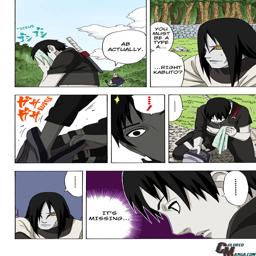 YOU
MUST BE
A TYPE
A...
...RIGHT
KABUTO?
AB
ACTUALLY.
......
......
IT'S
MISSING...
......
COLORED
MANGA.COM